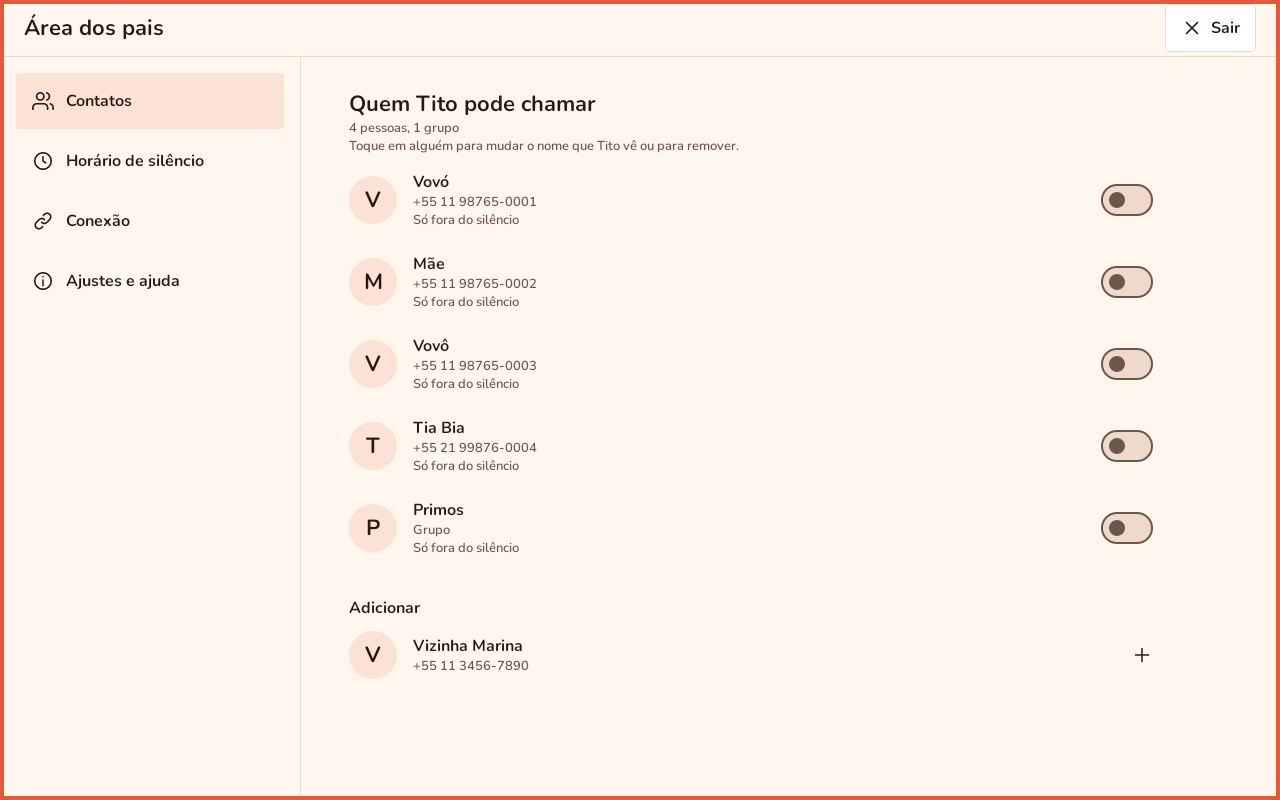 Área dos pais
Sair
Contatos
Horário de silêncio
Conexão
Ajustes e ajuda
Quem Tito pode chamar
4 pessoas, 1 grupo
Toque em alguém para mudar o nome que Tito vê ou para remover.
V
Vovó
+55 11 98765-0001
Só fora do silêncio
M
Mãe
+55 11 98765-0002
Só fora do silêncio
V
Vovô
+55 11 98765-0003
Só fora do silêncio
T
Tia Bia
+55 21 99876-0004
Só fora do silêncio
P
Primos
Grupo
Só fora do silêncio
Adicionar
V
Vizinha Marina
+55 11 3456-7890